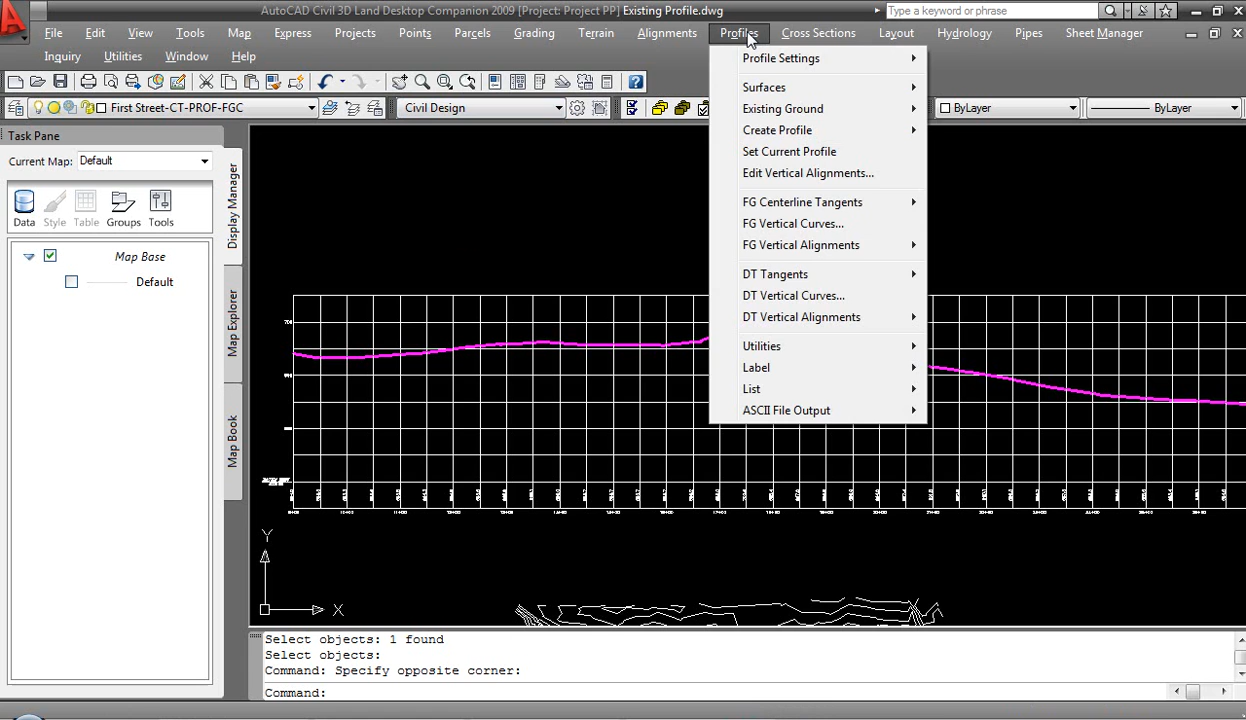 AutoCAD Civil 3D Land Desktop Companion 2009 [Project: Project PP] Existing Profile.dwg
Type a keyword or phrase
File Edit View Tools Map Express Projects Points Parcels Grading Terrain Alignments Profiles Cross Sections Layout Hydrology Pipes Sheet Manager
Inquiry Utilities Window Help
First Street-CT-PROF-FGC
Civil Design
ByLayer
ByLayer
Task Pane
Current Map: Default
Data Style Table Groups Tools
Map Base
Default
Display Manager
Map Explorer
Map Book
Profile Settings
Surfaces
Existing Ground
Create Profile
Set Current Profile
Edit Vertical Alignments...
FG Centerline Tangents
FG Vertical Curves...
FG Vertical Alignments
DT Tangents
DT Vertical Curves...
DT Vertical Alignments
Utilities
Label
List
ASCII File Output
Y
X
Select objects: 1 found
Select objects:
Command: Specify opposite corner:
Command: